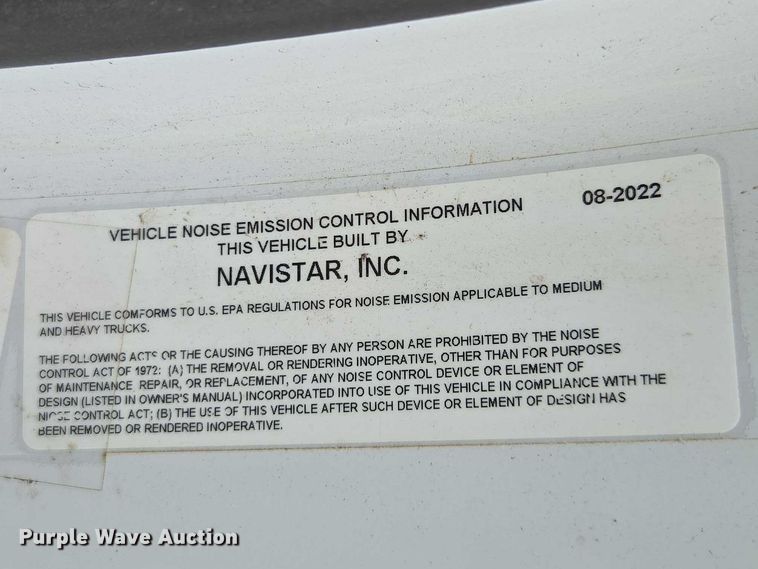 VEHICLE NOISE EMISSION CONTROL INFORMATION 08-2022
THIS VEHICLE BUILT BY
NAVISTAR, INC.
THIS VEHICLE COMFORMS TO U.S. EPA REGULATIONS FOR NOISE EMISSION APPLICABLE TO MEDIUM
AND HEAVY TRUCKS.
THE FOLLOWING ACTS OR THE CAUSING THEREOF BY ANY PERSON ARE PROHIBITED BY THE NOISE
CONTROL ACT OF 1972: (A) THE REMOVAL OR RENDERING INOPERATIVE, OTHER THAN FOR PURPOSES
OF MAINTENANCE, REPAIR, OR REPLACEMENT, OF ANY NOISE CONTROL DEVICE OR ELEMENT OF
DESIGN (LISTED IN OWNER'S MANUAL) INCORPORATED INTO USE OF THIS VEHICLE IN COMPLIANCE WITH THE
NIOSE CONTROL ACT; (B) THE USE OF THIS VEHICLE AFTER SUCH DEVICE OR ELEMENT OF DESIGN HAS
BEEN REMOVED OR RENDERED INOPERATIVE.
Purple Wave Auction